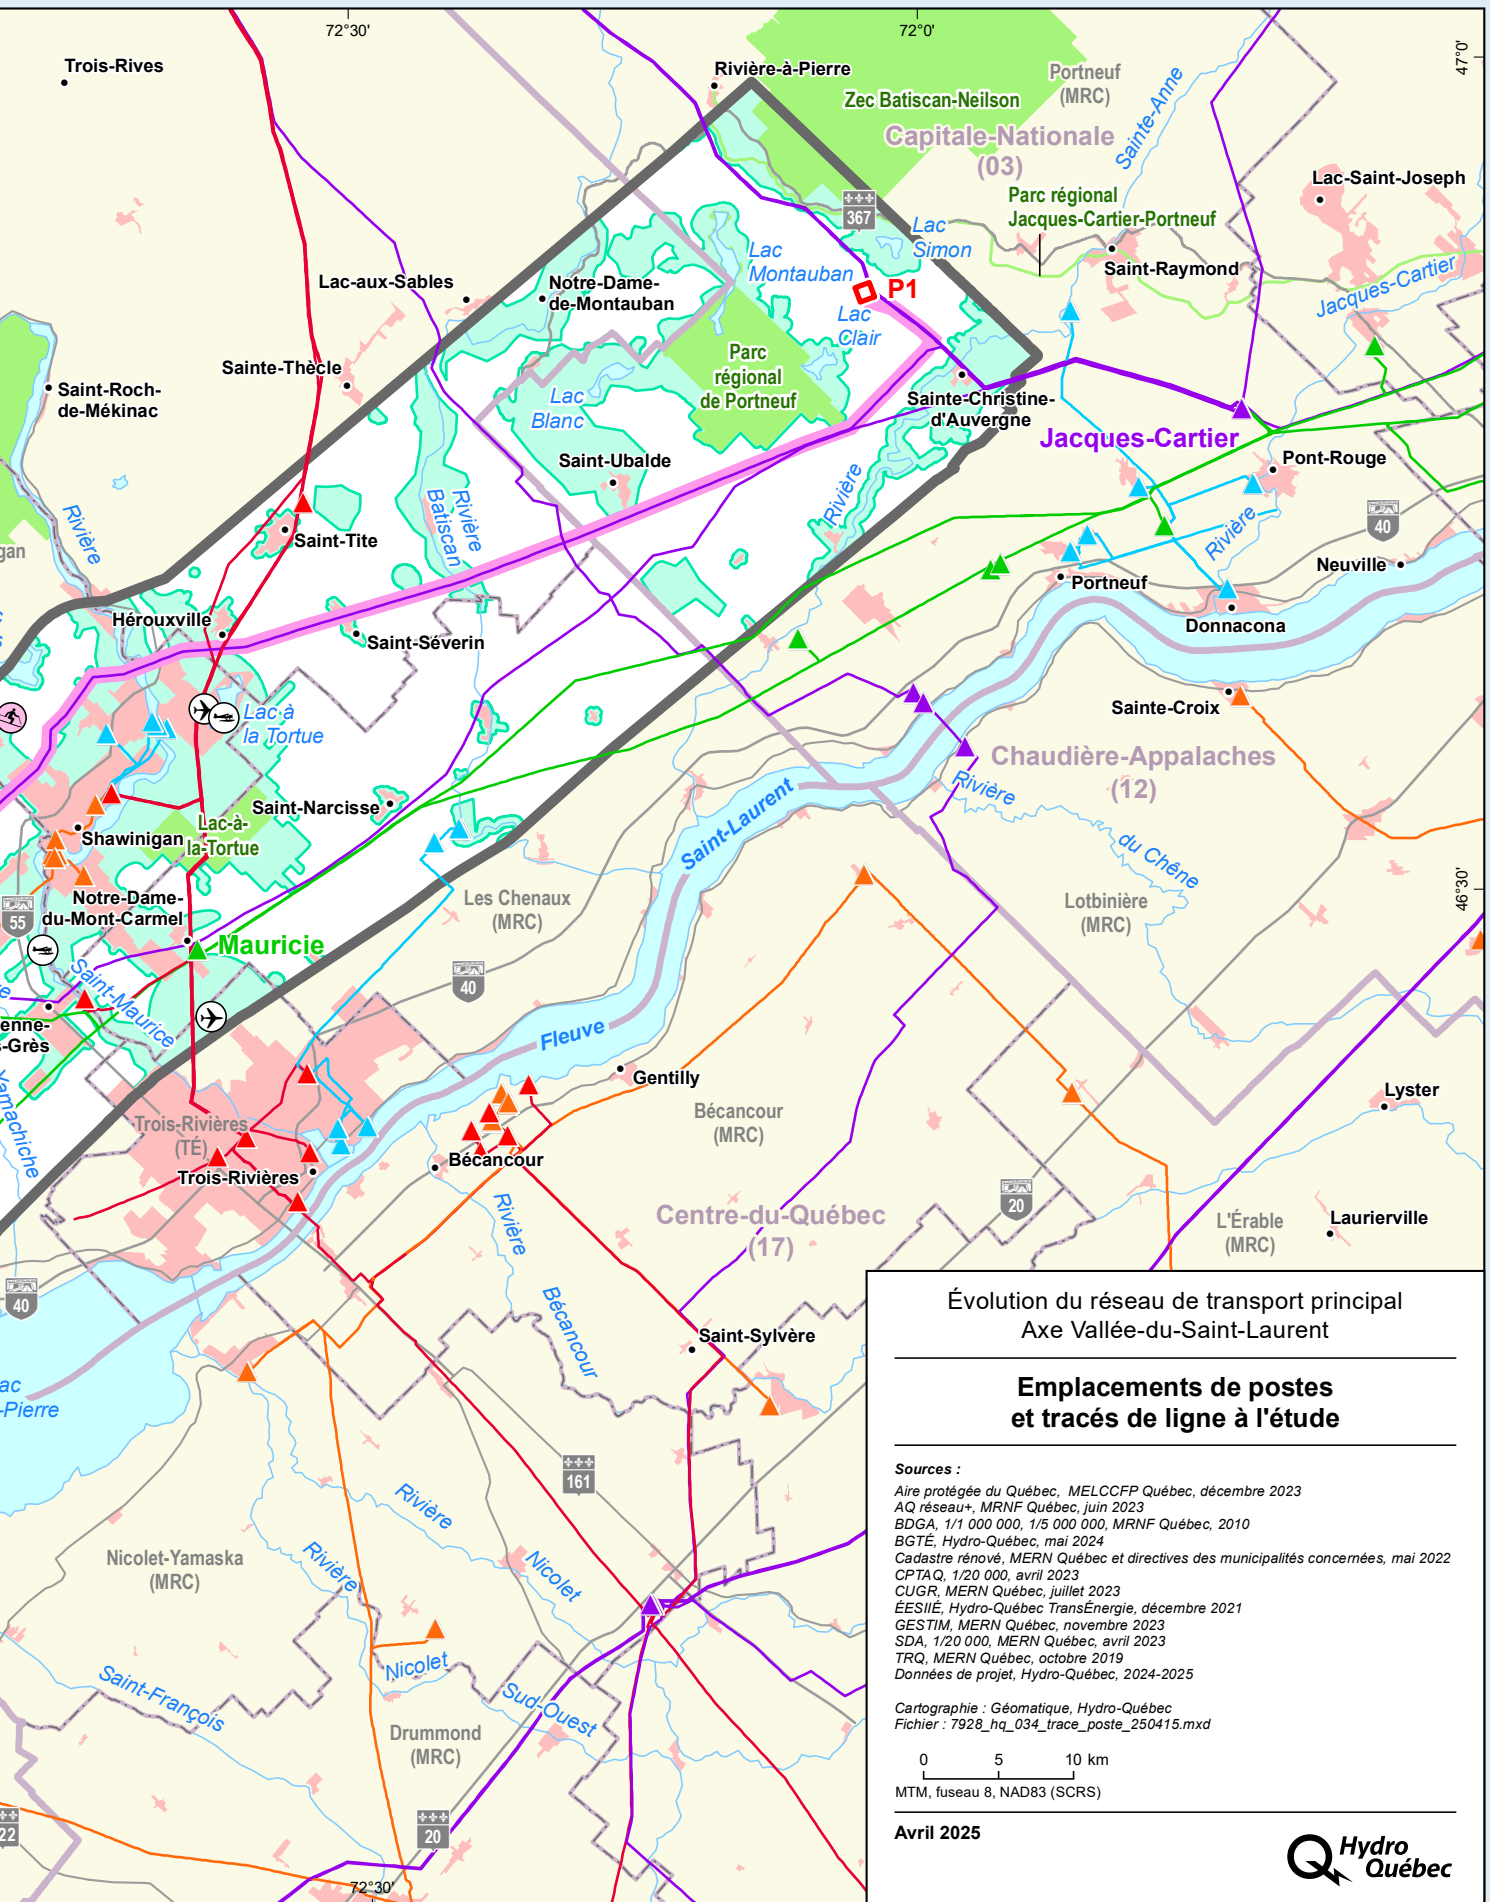 72°30'
72°0'
47°0'
Trois-Rives
Rivière-à-Pierre
Portneuf
(MRC)
Zec Batiscan-Neilson
Sainte-Anne
Capitale-Nationale
(03)
Lac-Saint-Joseph
Parc régional
Jacques-Cartier-Portneuf
367
Lac
Simon
Lac
Montauban
Saint-Raymond
Jacques-Cartier
Lac-aux-Sables
Notre-Dame-
de-Montauban
P1
Lac
Clair
Parc
régional
de Portneuf
Sainte-Thècle
Saint-Roch-
de-Mékinac
Lac
Blanc
Sainte-Christine-
d'Auvergne
Jacques-Cartier
Saint-Ubalde
Pont-Rouge
Rivière
Batiscan
Rivière
Rivière
Rivière
40
Saint-Tite
gan
Neuville
Portneuf
Donnacona
Hérouxville
Saint-Séverin
Sainte-Croix
Lac à
la Tortue
Chaudière-Appalaches
(12)
Rivière
du Chêne
Saint-Narcisse
Saint-Laurent
Shawinigan
Lac-à-
la-Tortue
Notre-Dame-
du-Mont-Carmel
Les Chenaux
(MRC)
Lotbinière
(MRC)
46°30'
55
Mauricie
40
Saint-Maurice
enne-
s-Grès
Fleuve
Yamachiche
Gentilly
Lyster
Trois-Rivières
(TÉ)
Bécancour
(MRC)
Trois-Rivières
Bécancour
20
Rivière
Bécancour
Centre-du-Québec
(17)
L'Érable
(MRC)
Laurierville
40
Saint-Sylvère
ac
-Pierre
161
Rivière
Nicolet
Nicolet-Yamaska
(MRC)
Rivière
Nicolet
Sud-Ouest
Saint-François
Drummond
(MRC)
22
20
72°30'
Évolution du réseau de transport principal
Axe Vallée-du-Saint-Laurent
Emplacements de postes
et tracés de ligne à l'étude
Sources :
Aire protégée du Québec, MELCCFP Québec, décembre 2023
AQ réseau+, MRNF Québec, juin 2023
BDGA, 1/1 000 000, 1/5 000 000, MRNF Québec, 2010
BGTÉ, Hydro-Québec, mai 2024
Cadastre rénové, MERN Québec et directives des municipalités concernées, mai 2022
CPTAQ, 1/20 000, avril 2023
CUGR, MERN Québec, juillet 2023
ÉESIIÉ, Hydro-Québec TransÉnergie, décembre 2021
GESTIM, MERN Québec, novembre 2023
SDA, 1/20 000, MERN Québec, avril 2023
TRQ, MERN Québec, octobre 2019
Données de projet, Hydro-Québec, 2024-2025
Cartographie : Géomatique, Hydro-Québec
Fichier : 7928_hq_034_trace_poste_250415.mxd
0 5 10 km
MTM, fuseau 8, NAD83 (SCRS)
Avril 2025
Hydro
Québec